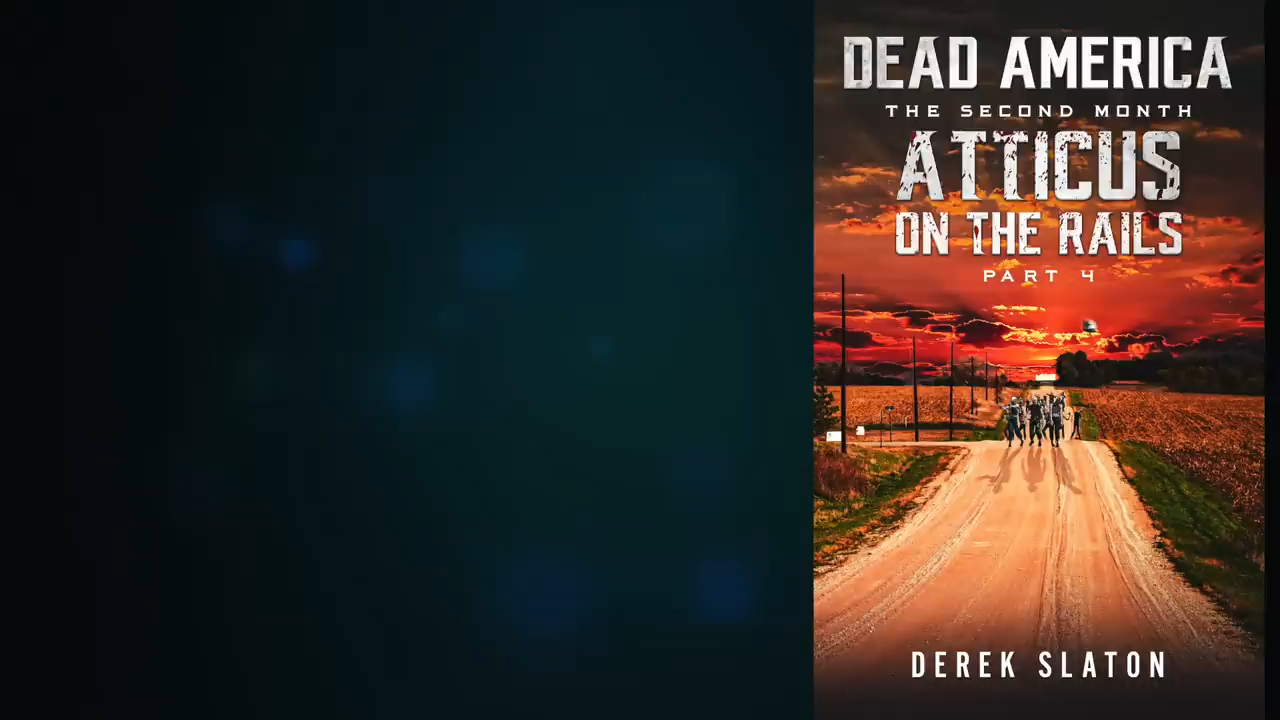 DEAD AMERICA
THE SECOND MONTH
ATTICUS
ON THE RAILS
PART 4
DEREK SLATON